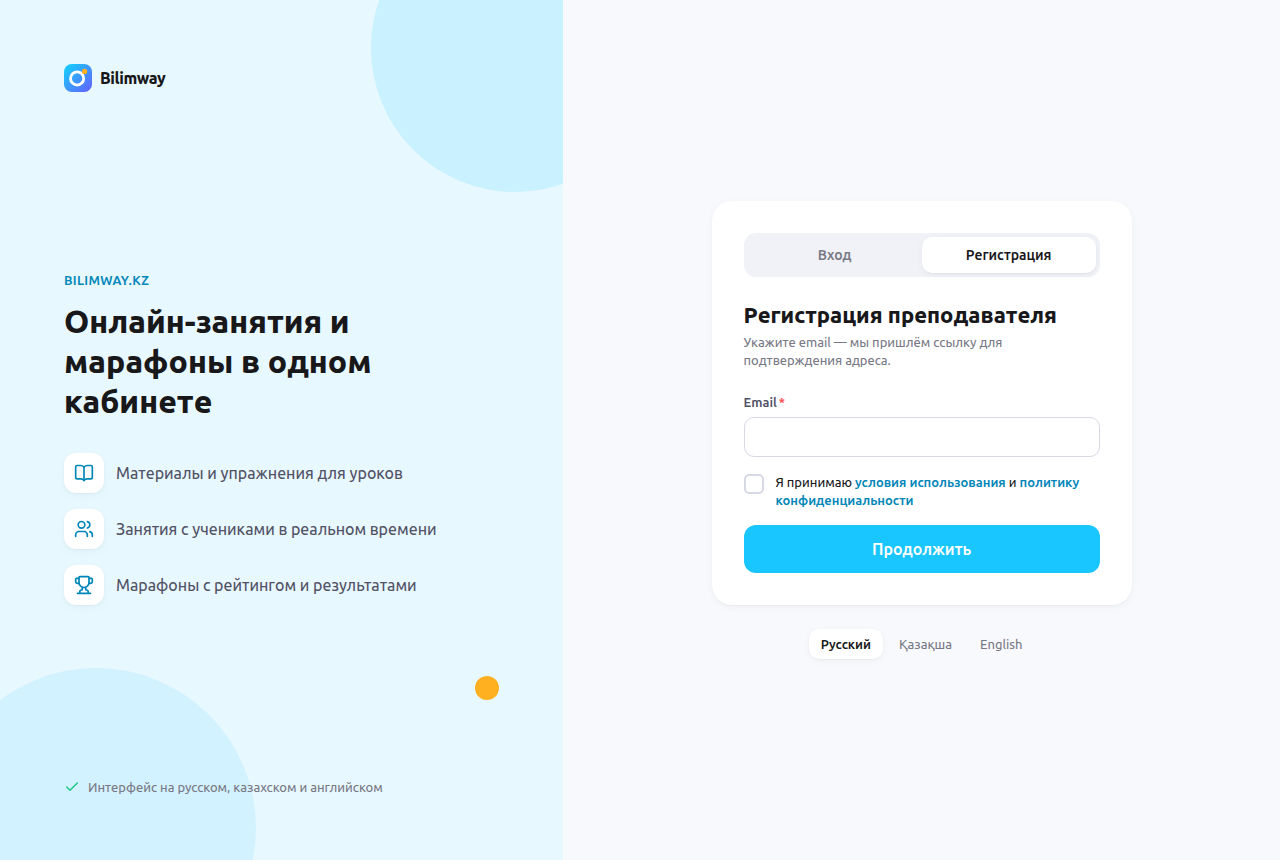 Bilimway
BILIMWAY.KZ
Онлайн-занятия и
марафоны в одном
кабинете
Материалы и упражнения для уроков
Занятия с учениками в реальном времени
Марафоны с рейтингом и результатами
Интерфейс на русском, казахском и английском
Вход
Регистрация
Регистрация преподавателя
Укажите email — мы пришлём ссылку для
подтверждения адреса.
Email *
Я принимаю условия использования и политику
конфиденциальности
Продолжить
Русский
Қазақша
English